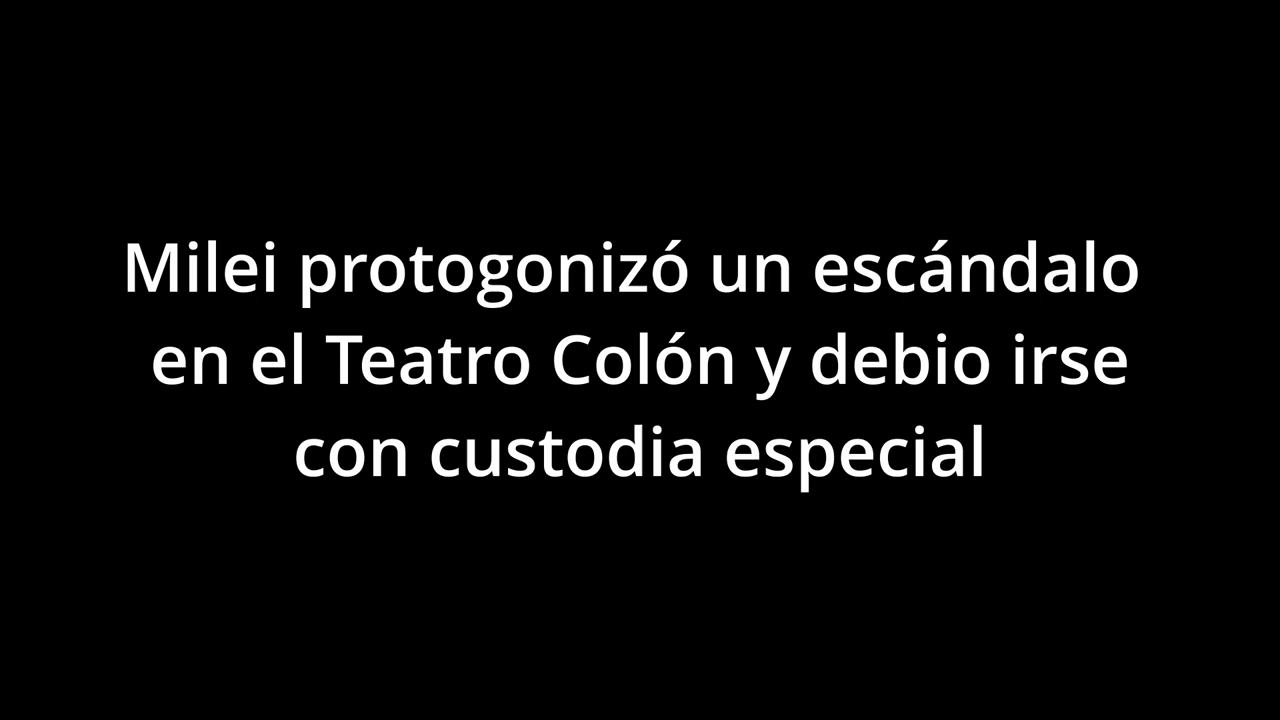 Milei protogonizó un escándalo
en el Teatro Colón y debio irse
con custodia especial